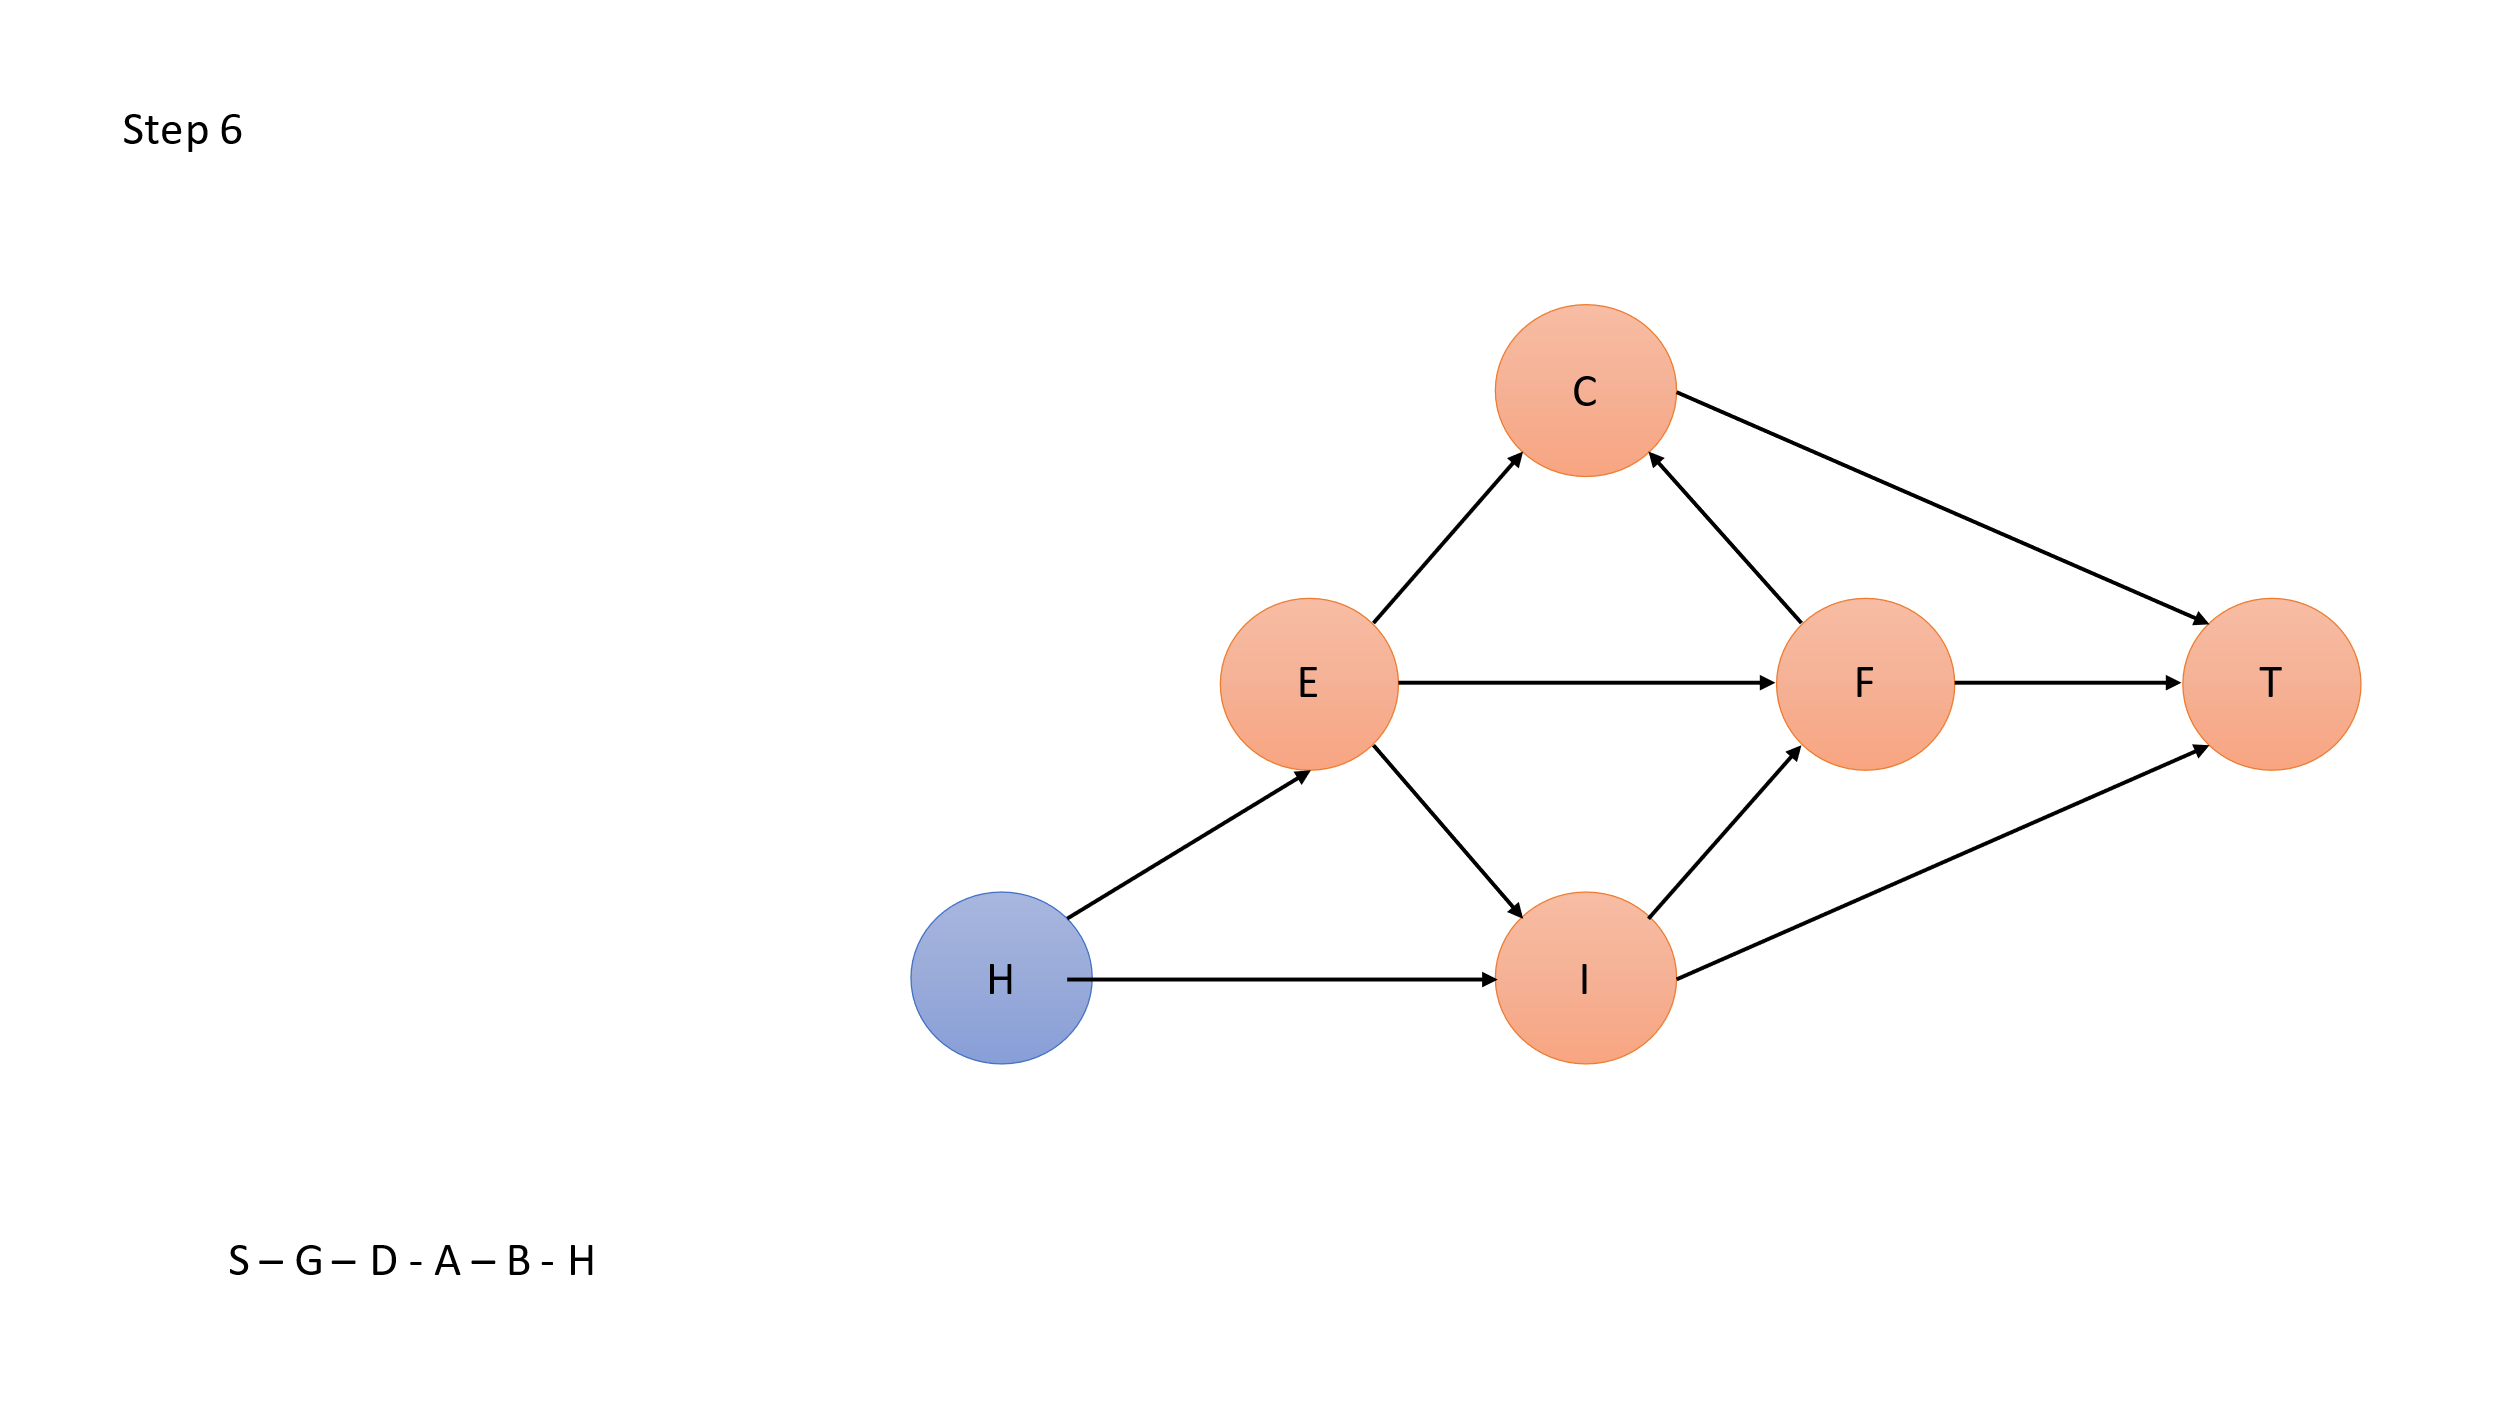 Step 6
C
E
F
T
H
I
S – G – D - A – B - H